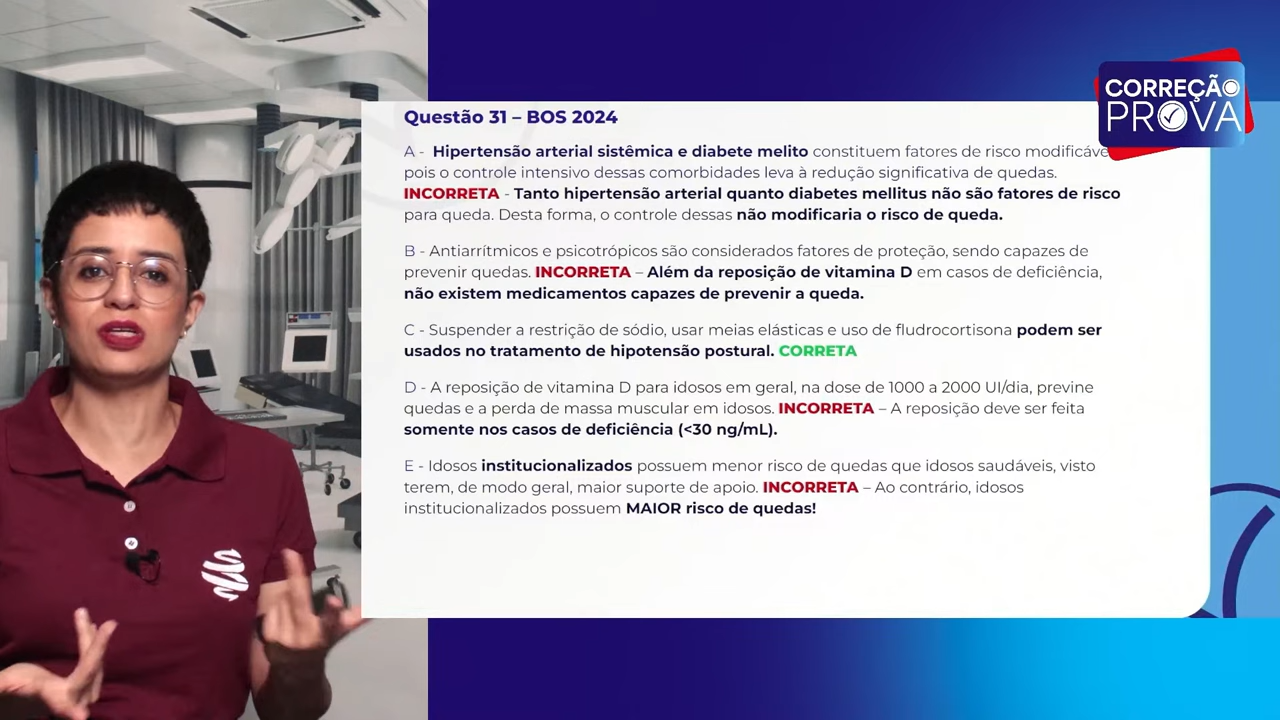 CORREÇÃO
PROVA
Questão 31 – BOS 2024
A - Hipertensão arterial sistêmica e diabete melito constituem fatores de risco
pois o controle intensivo dessas comorbidades leva à redução significativa de quedas.
INCORRETA - Tanto hipertensão arterial quanto diabetes mellitus não são fatores de risco
para queda. Desta forma, o controle dessas não modificaria o risco de queda.
B - Antiarrítmicos e psicotrópicos são considerados fatores de proteção, sendo capazes de
prevenir quedas. INCORRETA – Além da reposição de vitamina D em casos de deficiência,
não existem medicamentos capazes de prevenir a queda.
C - Suspender a restrição de sódio, usar meias elásticas e uso de fludrocortisona podem ser
usados no tratamento de hipotensão postural. CORRETA
D - A reposição de vitamina D para idosos em geral, na dose de 1000 a 2000 UI/dia, previne
quedas e a perda de massa muscular em idosos. INCORRETA – A reposição deve ser feita
somente nos casos de deficiência (<30 ng/mL).
E - Idosos institucionalizados possuem menor risco de quedas que idosos saudáveis, visto
terem, de modo geral, maior suporte de apoio. INCORRETA – Ao contrário, idosos
institucionalizados possuem MAIOR risco de quedas!